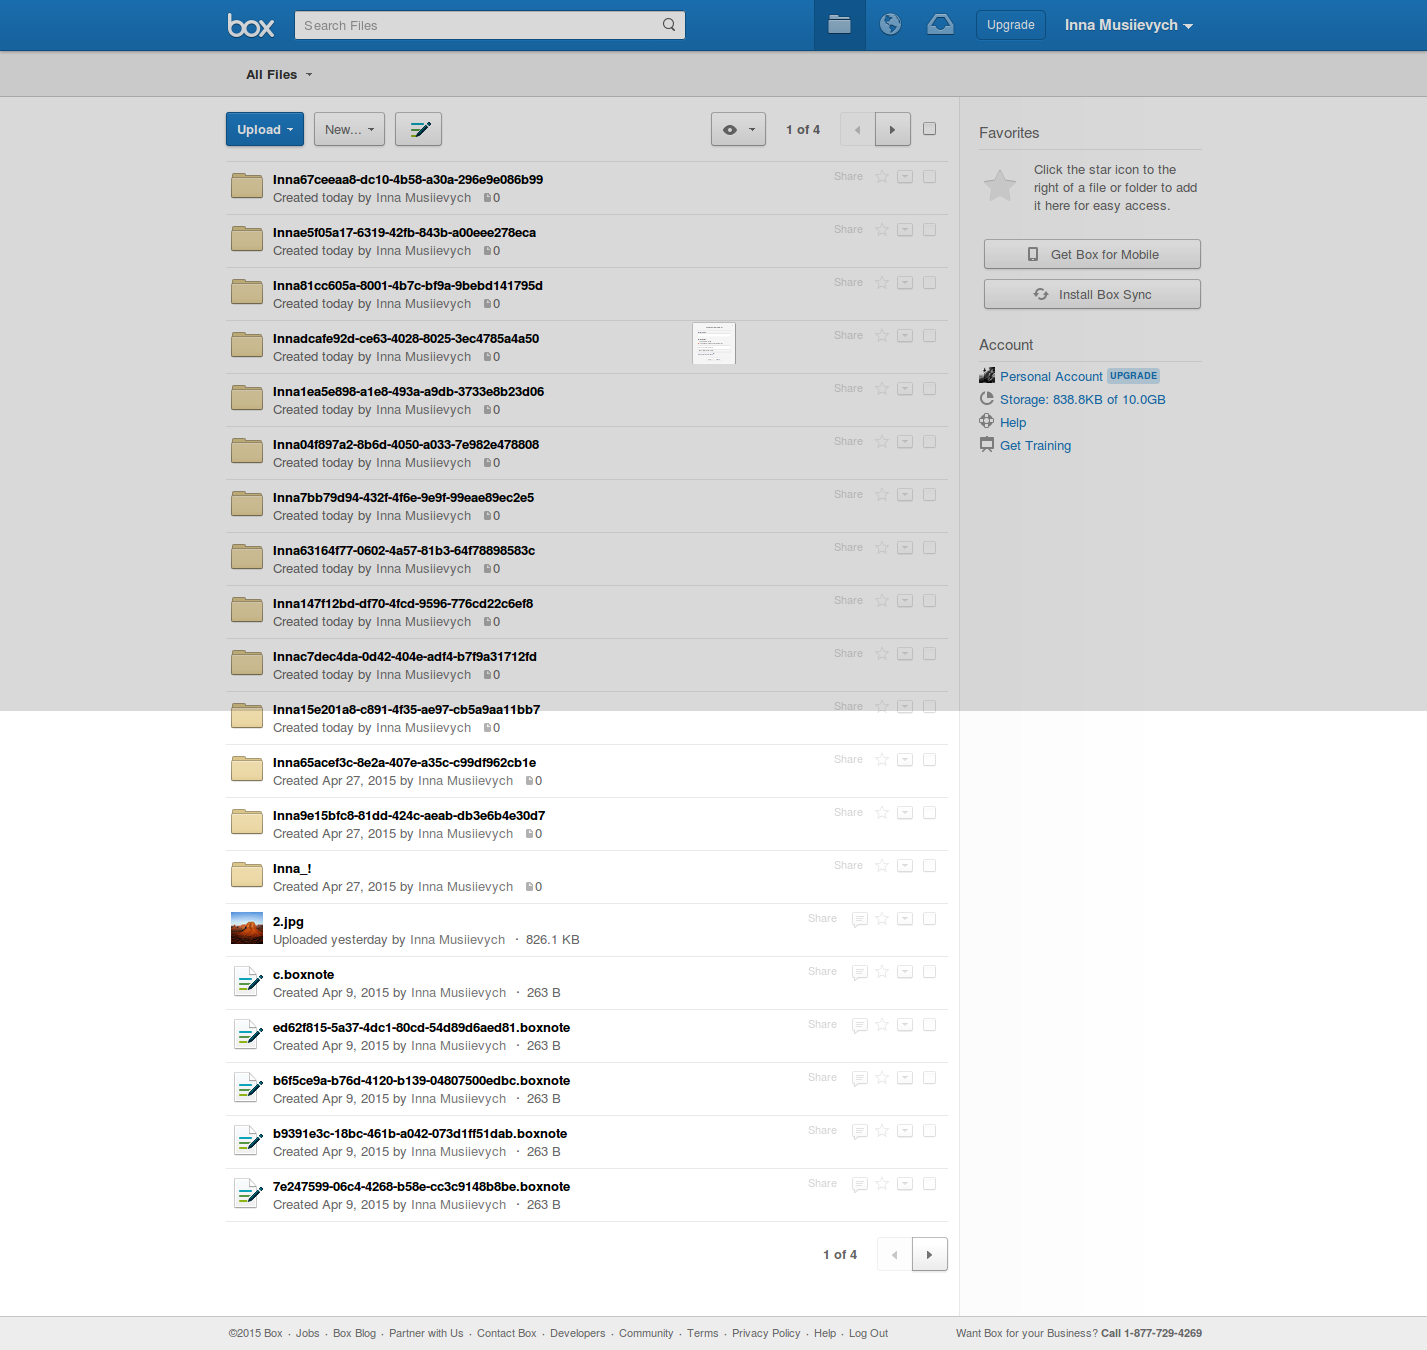 box
Search Files
Upgrade
Inna Musiievych
All Files
Upload
New...
1 of 4
Inna67ceeaa8-dc10-4b58-a30a-296e9e086b99
Share
Created today by Inna Musiievych 0
Innae5f05a17-6319-42fb-843b-a00eee278eca
Share
Created today by Inna Musiievych 0
Inna81cc605a-8001-4b7c-bf9a-9bebd141795d
Share
Created today by Inna Musiievych 0
Innadcafe92d-ce63-4028-8025-3ec4785a4a50
Share
Created today by Inna Musiievych 0
Inna1ea5e898-a1e8-493a-a9db-3733e8b23d06
Share
Created today by Inna Musiievych 0
Inna04f897a2-8b6d-4050-a033-7e982e478808
Share
Created today by Inna Musiievych 0
Inna7bb79d94-432f-4f6e-9e9f-99eae89ec2e5
Share
Created today by Inna Musiievych 0
Inna63164f77-0602-4a57-81b3-64f78898583c
Share
Created today by Inna Musiievych 0
Inna147f12bd-df70-4fcd-9596-776cd22c6ef8
Share
Created today by Inna Musiievych 0
Innac7dec4da-0d42-404e-adf4-b7f9a31712fd
Share
Created today by Inna Musiievych 0
Inna15e201a8-c891-4f35-ae97-cb5a9aa11bb7
Share
Created today by Inna Musiievych 0
Inna65acef3c-8e2a-407e-a35c-c99df962cb1e
Share
Created Apr 27, 2015 by Inna Musiievych 0
Inna9e15bfc8-81dd-424c-aeab-db3e6b4e30d7
Share
Created Apr 27, 2015 by Inna Musiievych 0
Inna_!
Share
Created Apr 27, 2015 by Inna Musiievych 0
2.jpg
Share
Uploaded yesterday by Inna Musiievych · 826.1 KB
c.boxnote
Share
Created Apr 9, 2015 by Inna Musiievych · 263 B
ed62f815-5a37-4dc1-80cd-54d89d6aed81.boxnote
Share
Created Apr 9, 2015 by Inna Musiievych · 263 B
b6f5ce9a-b76d-4120-b139-04807500edbc.boxnote
Share
Created Apr 9, 2015 by Inna Musiievych · 263 B
b9391e3c-18bc-461b-a042-073d1ff51dab.boxnote
Share
Created Apr 9, 2015 by Inna Musiievych · 263 B
7e247599-06c4-4268-b58e-cc3c9148b8be.boxnote
Share
Created Apr 9, 2015 by Inna Musiievych · 263 B
1 of 4
Favorites
Click the star icon to the
right of a file or folder to add
it here for easy access.
Get Box for Mobile
Install Box Sync
Account
Personal Account UPGRADE
Storage: 838.8KB of 10.0GB
Help
Get Training
©2015 Box · Jobs · Box Blog · Partner with Us · Contact Box · Developers · Community · Terms · Privacy Policy · Help · Log Out
Want Box for your Business? Call 1-877-729-4269